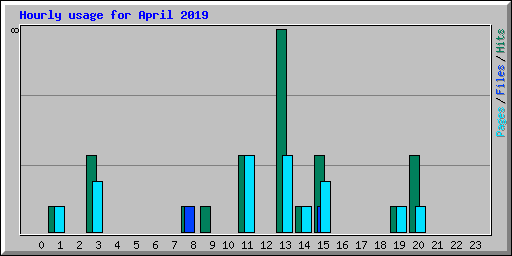 Hourly usage for April 2019
8
Pages/Files/Hits
0 1 2 3 4 5 6 7 8 9 10 11 12 13 14 15 16 17 18 19 20 21 22 23